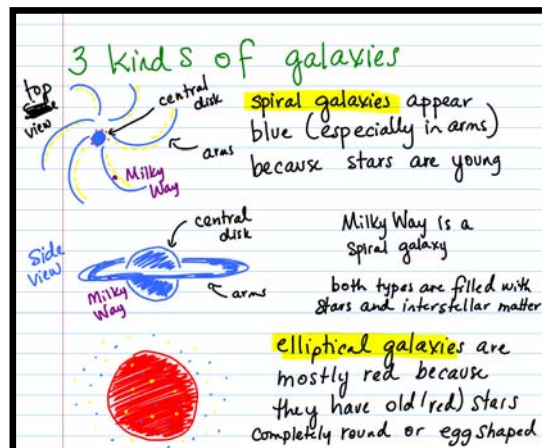 3 kinds of galaxies
top
side
view
central
disk
arms
Milky
Way
spiral galaxies appear
blue (especially in arms)
because stars are young
Side
view
central
disk
arms
Milky
Way
Milky Way is a
spiral galaxy
both types are filled with
stars and interstellar matter
elliptical galaxies are
mostly red because
they have old (red) stars
completely round or egg shaped